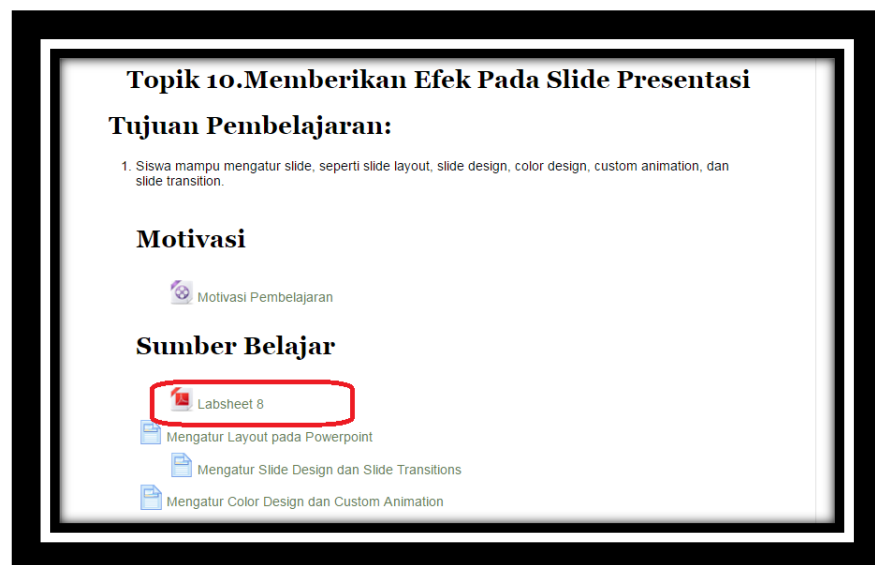 Topik 10.Memberikan Efek Pada Slide Presentasi
Tujuan Pembelajaran:
1. Siswa mampu mengatur slide, seperti slide layout, slide design, color design, custom animation, dan
slide transition.
Motivasi
Motivasi Pembelajaran
Sumber Belajar
Labsheet 8
Mengatur Layout pada Powerpoint
Mengatur Slide Design dan Slide Transitions
Mengatur Color Design dan Custom Animation